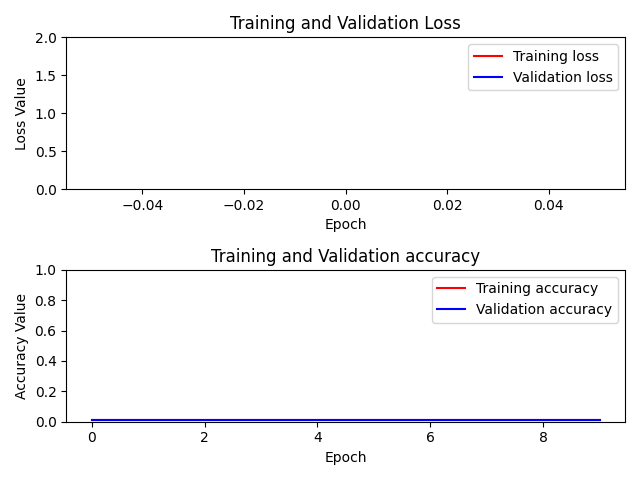 Training and Validation Loss
2.0
1.5
1.0
0.5
0.0
Loss Value
Training loss
Validation loss
−0.04 −0.02 0.00 0.02 0.04
Epoch
Training and Validation accuracy
1.0
0.8
0.6
0.4
0.2
0.0
Accuracy Value
Training accuracy
Validation accuracy
0 2 4 6 8
Epoch